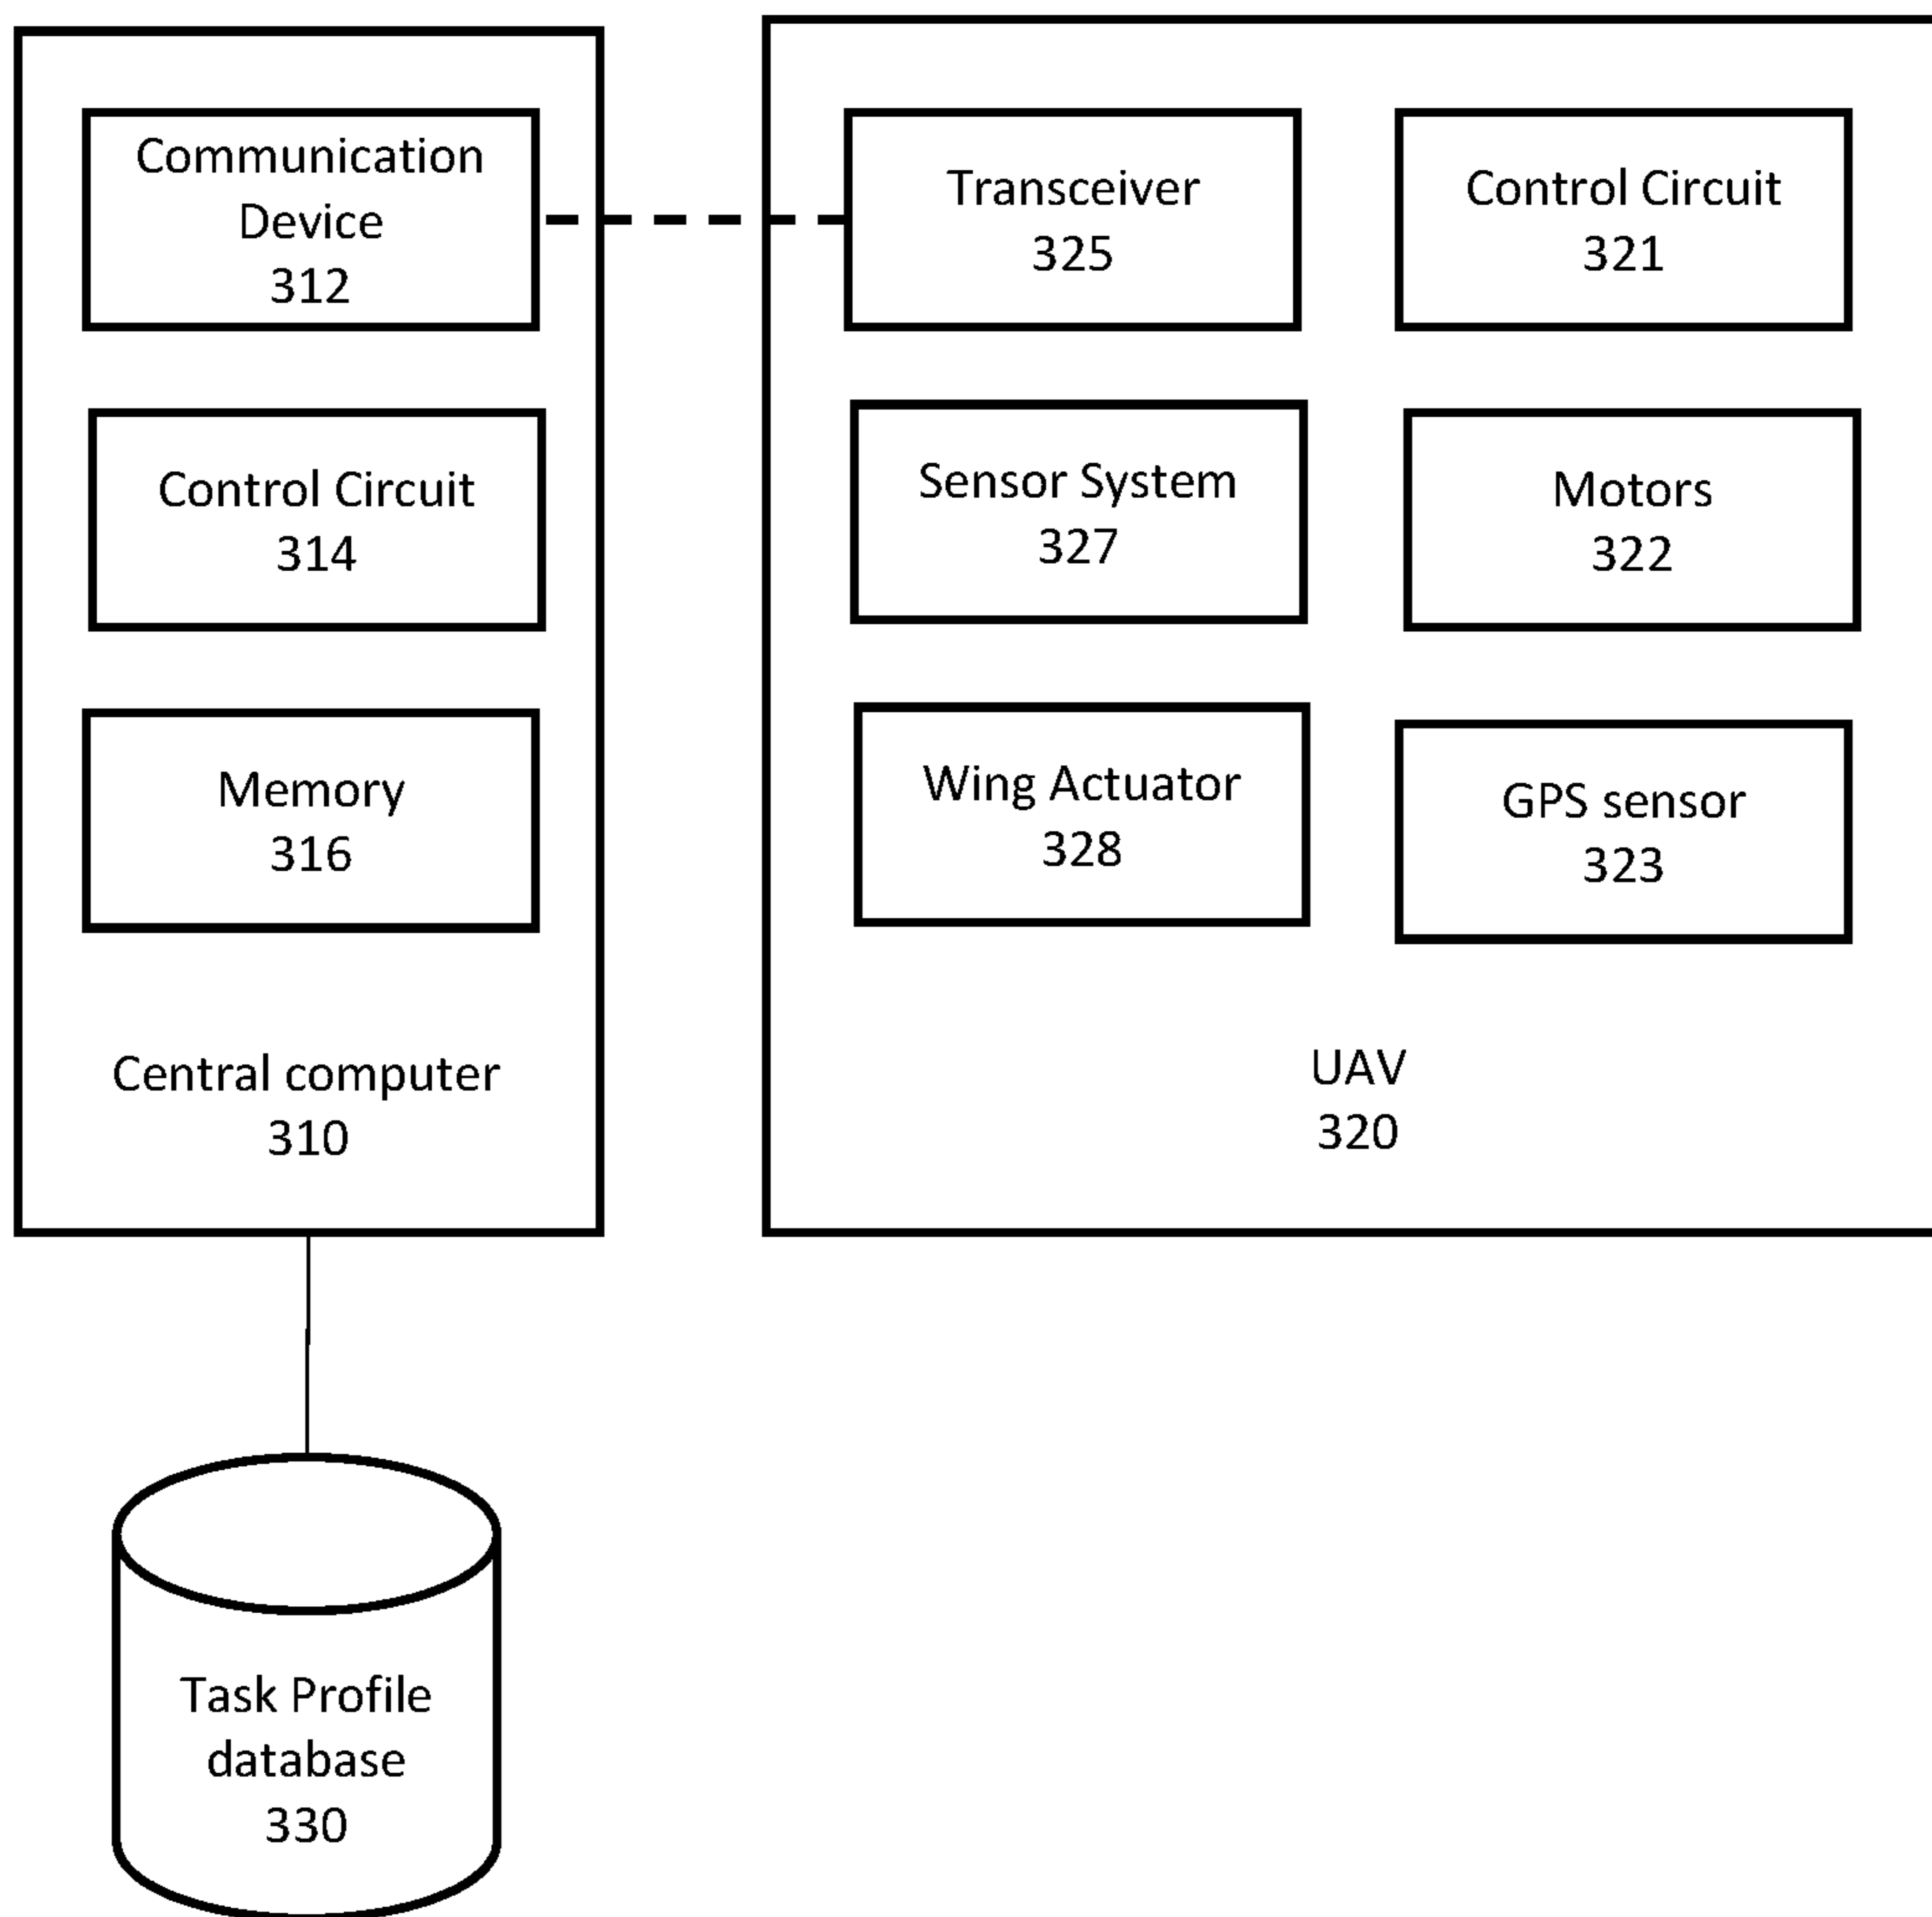 Communication
Device
312
Control Circuit
314
Memory
316
Central computer
310
Transceiver
325
Control Circuit
321
Sensor System
327
Motors
322
Wing Actuator
328
GPS sensor
323
UAV
320
Task Profile
database
330